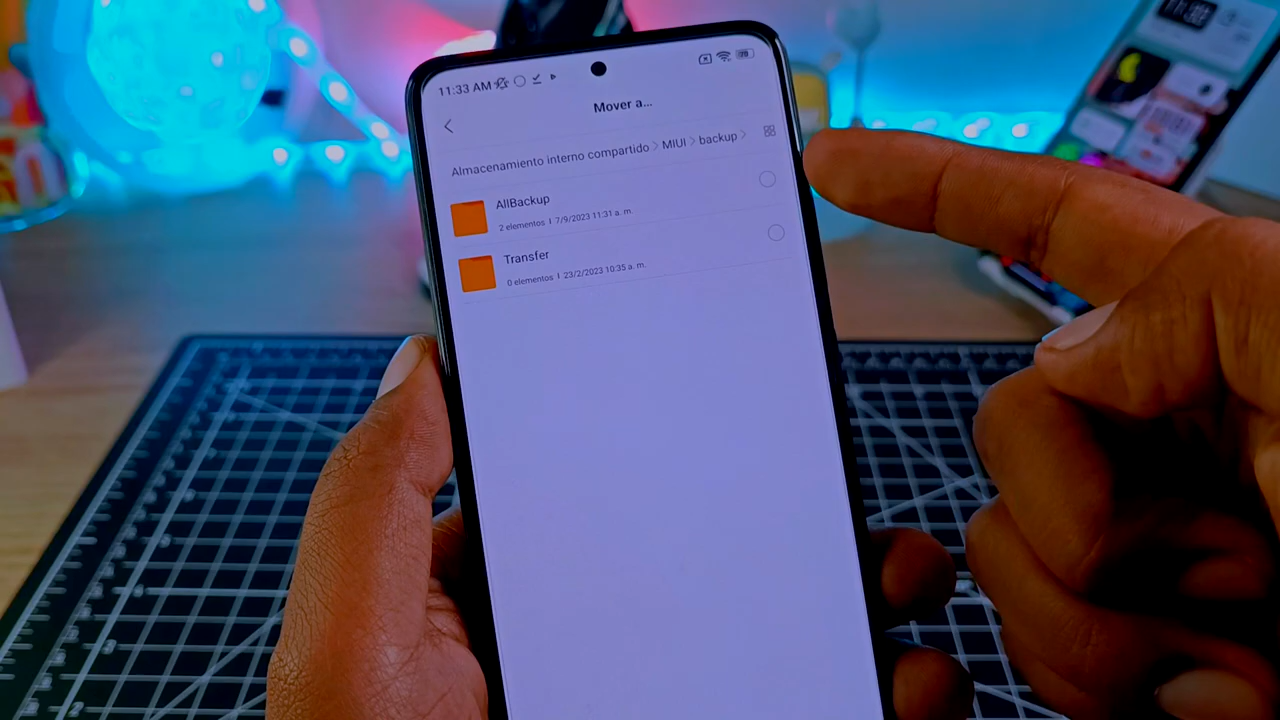 11:33 AM
Mover a...
Almacenamiento interno compartido > MIUI > backup >
AllBackup
2 elementos | 7/9/2023 11:31 a. m.
Transfer
0 elementos | 23/2/2023 10:35 a. m.